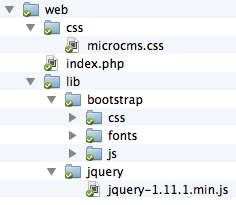 web
css
microcms.css
index.php
lib
bootstrap
css
fonts
js
jquery
jquery-1.11.1.min.js